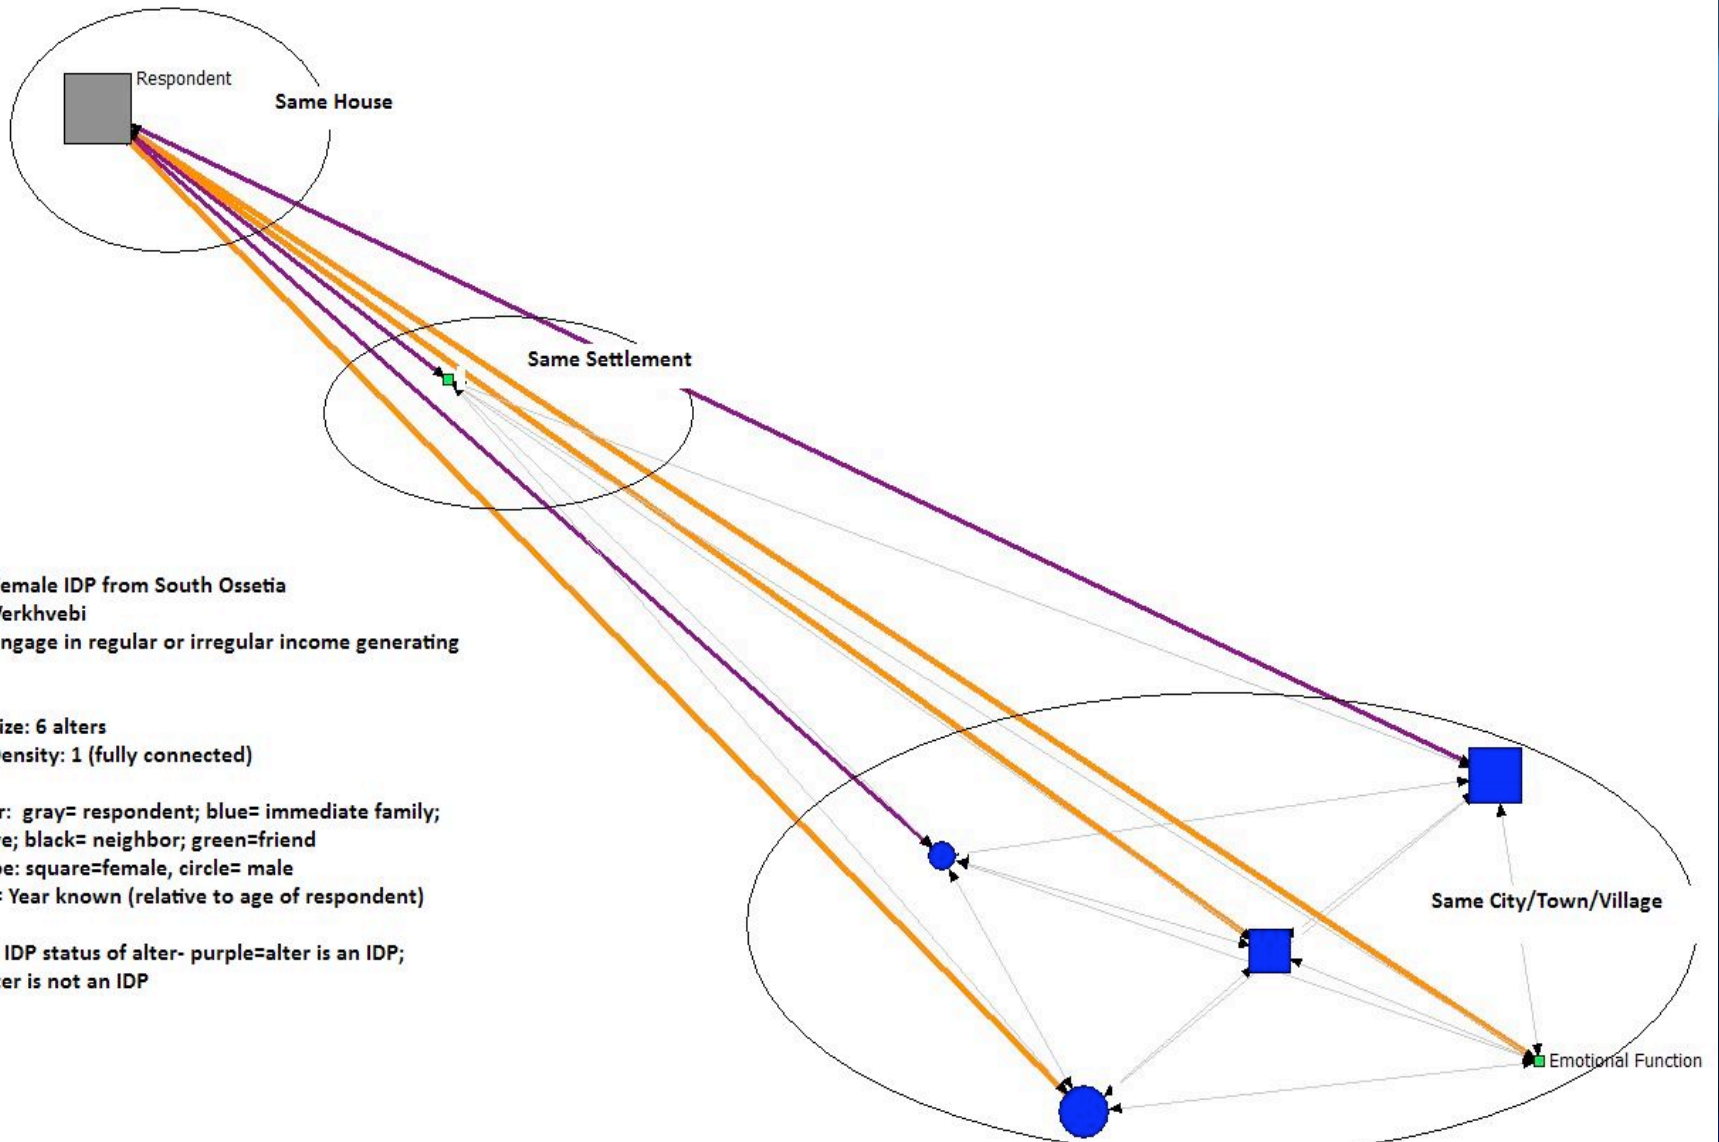 Respondent
Same House
Same Settlement
emale IDP from South Ossetia
erkhvebi
ngage in regular or irregular income generating
ize: 6 alters
ensity: 1 (fully connected)
r:  gray= respondent; blue= immediate family;
e; black= neighbor; green=friend
pe: square=female, circle= male
= Year known (relative to age of respondent)
IDP status of alter- purple=alter is an IDP;
er is not an IDP
Same City/Town/Village
Emotional Function